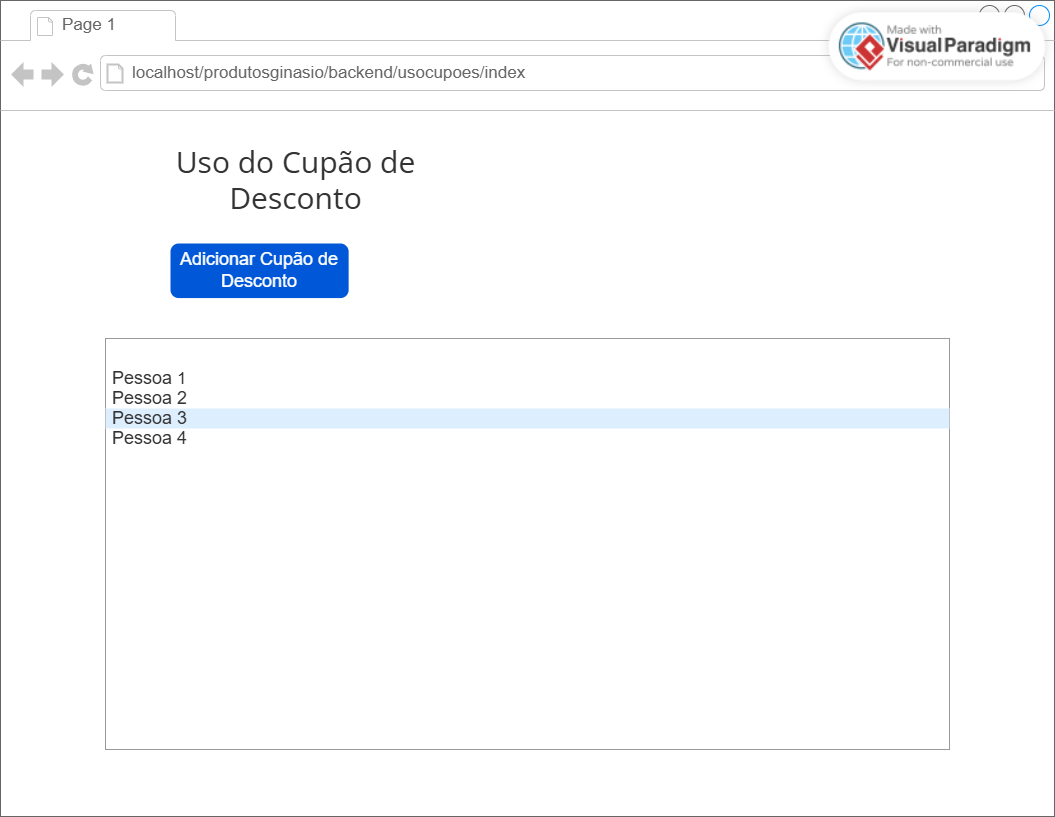 Page 1
Made with
Visual Paradigm
For non-commercial use
localhost/produtosginasio/backend/usocupoes/index
Uso do Cupão de
Desconto
Adicionar Cupão de
Desconto
Pessoa 1
Pessoa 2
Pessoa 3
Pessoa 4